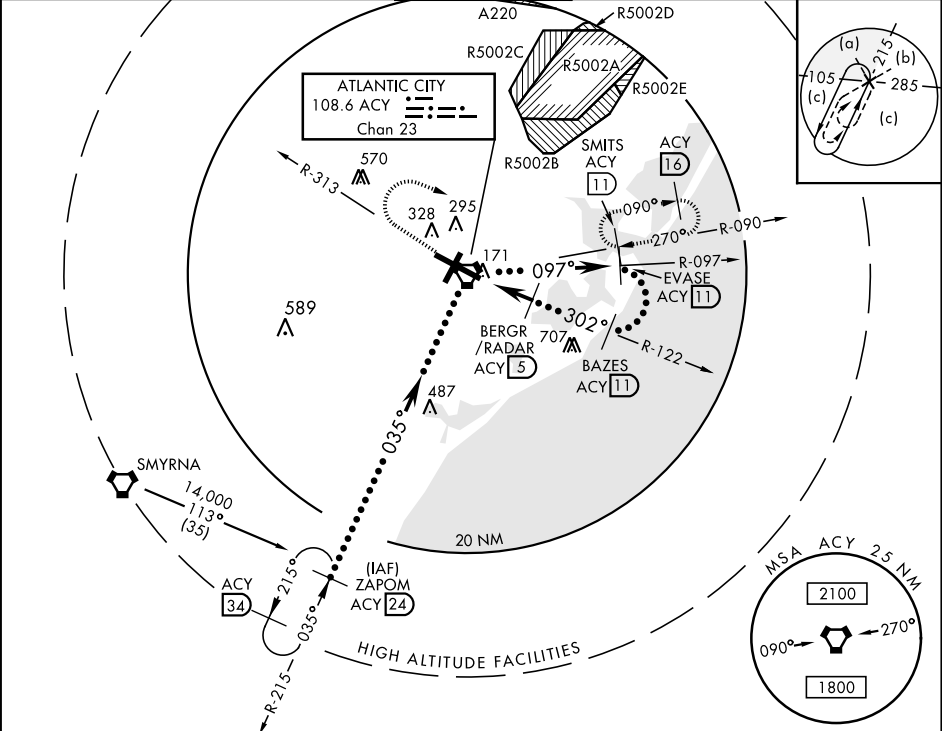 A220
R5002D
R5002C
R5002A
R5002E
R5002B
ATLANTIC CITY
108.6 ACY
Chan 23
(a)
215
(b)
105
285
(c)
(c)
R-313
570
328
295
171
SMITS
ACY
11
ACY
16
090°
270°
R-090
097°
R-097
EVASE
ACY 11
302°
BERGR
/RADAR
ACY 5
707
BAZES
ACY 11
R-122
589
487
035°
SMYRNA
14,000
113°
(35)
20 NM
ACY
34
215°
035°
(IAF)
ZAPOM
ACY 24
R-215
HIGH ALTITUDE FACILITIES
MSA ACY 25 NM
2100
090°
270°
1800